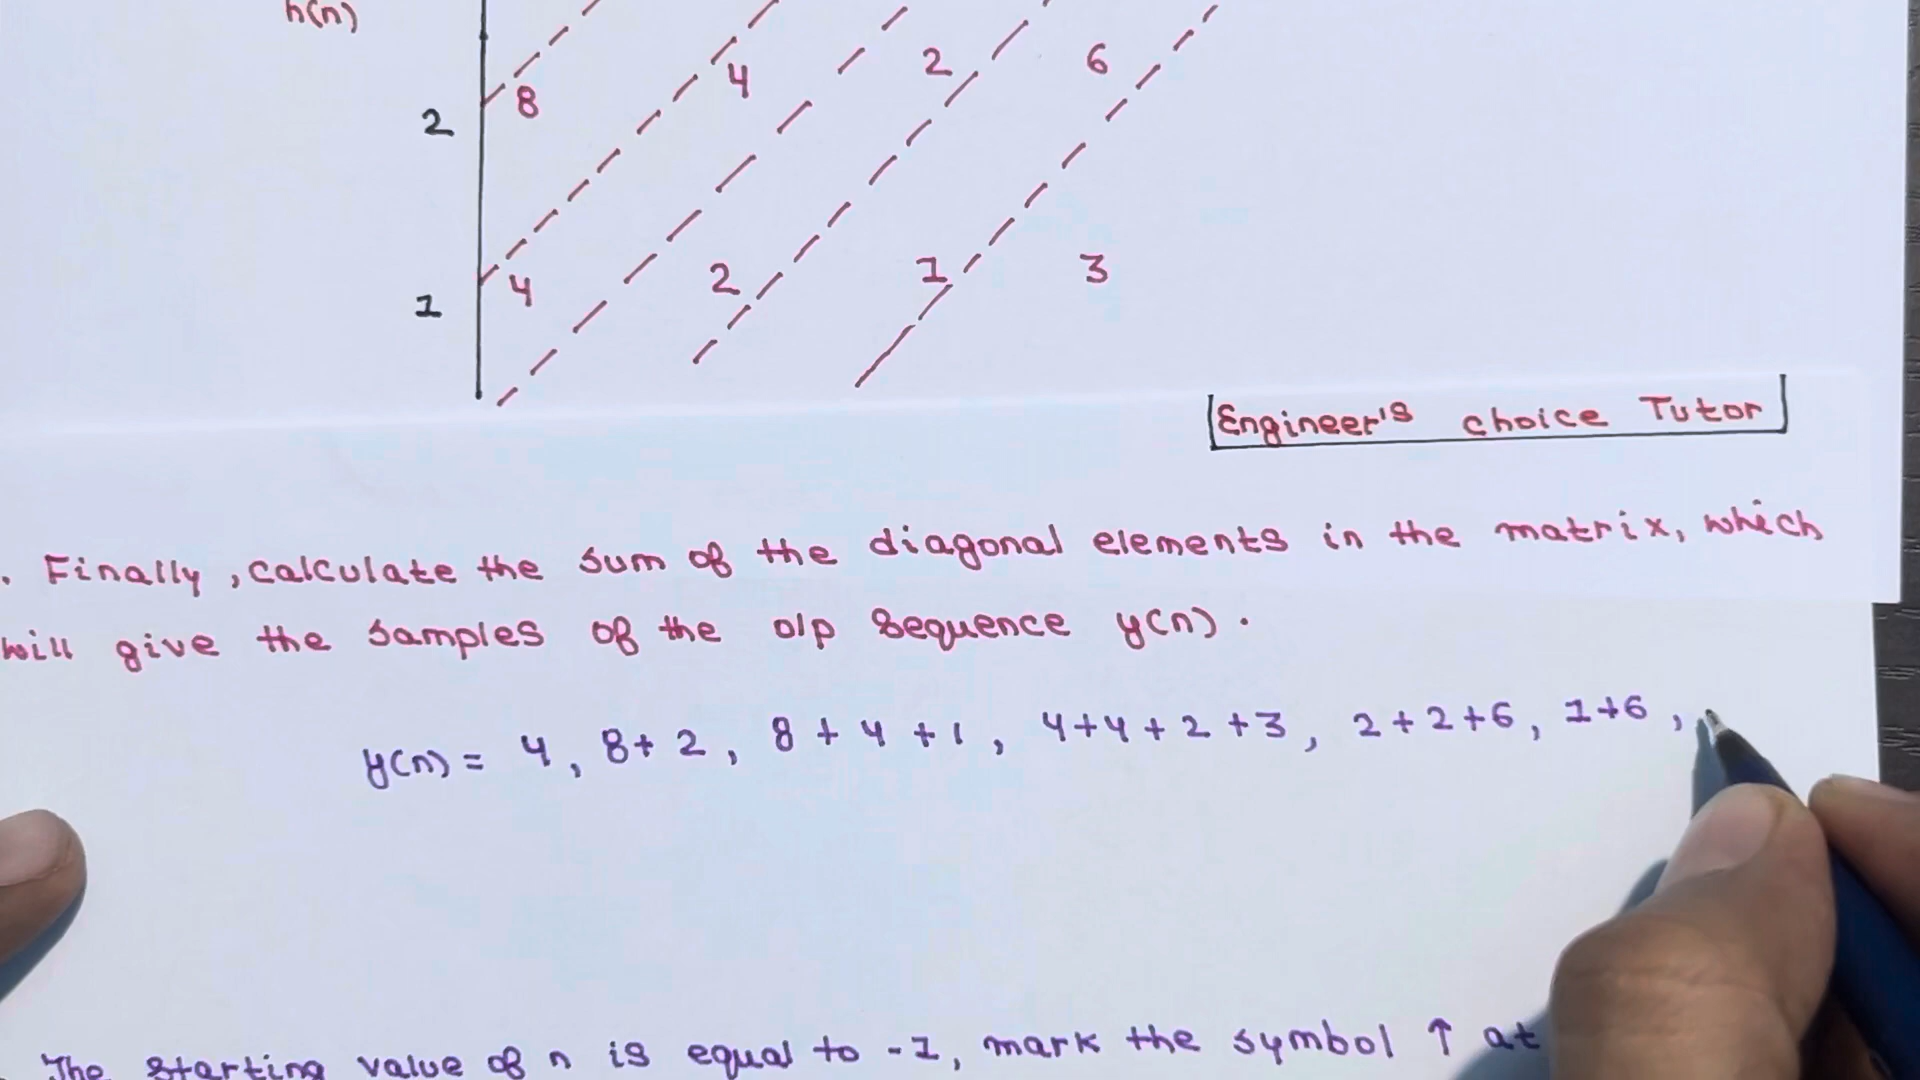 h(n)
2 8 4 2 6
1 4 2 1 3
Engineer's choice Tutor
. Finally, calculate the sum of the diagonal elements in the matrix, which
will give the samples of the o/p sequence y(n).
y(n) = 4, 8+2, 8+4+1, 4+4+2+3, 2+2+6, 1+6,
The starting value of n is equal to -1, mark the symbol ↑ at